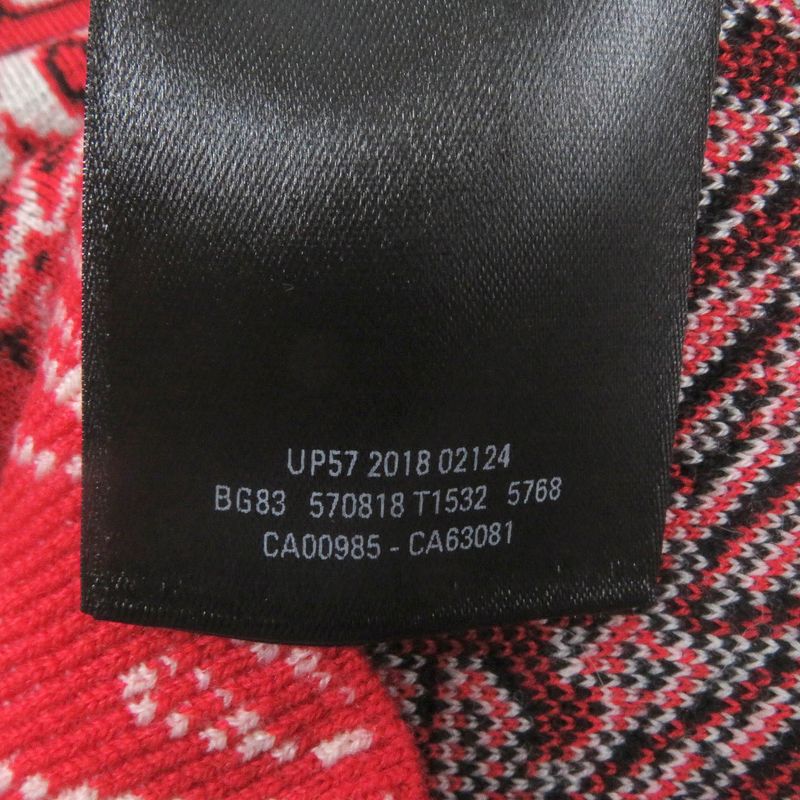 UP57 2018 02124
BG83 570818 T1532 5768
CA00985 - CA63081